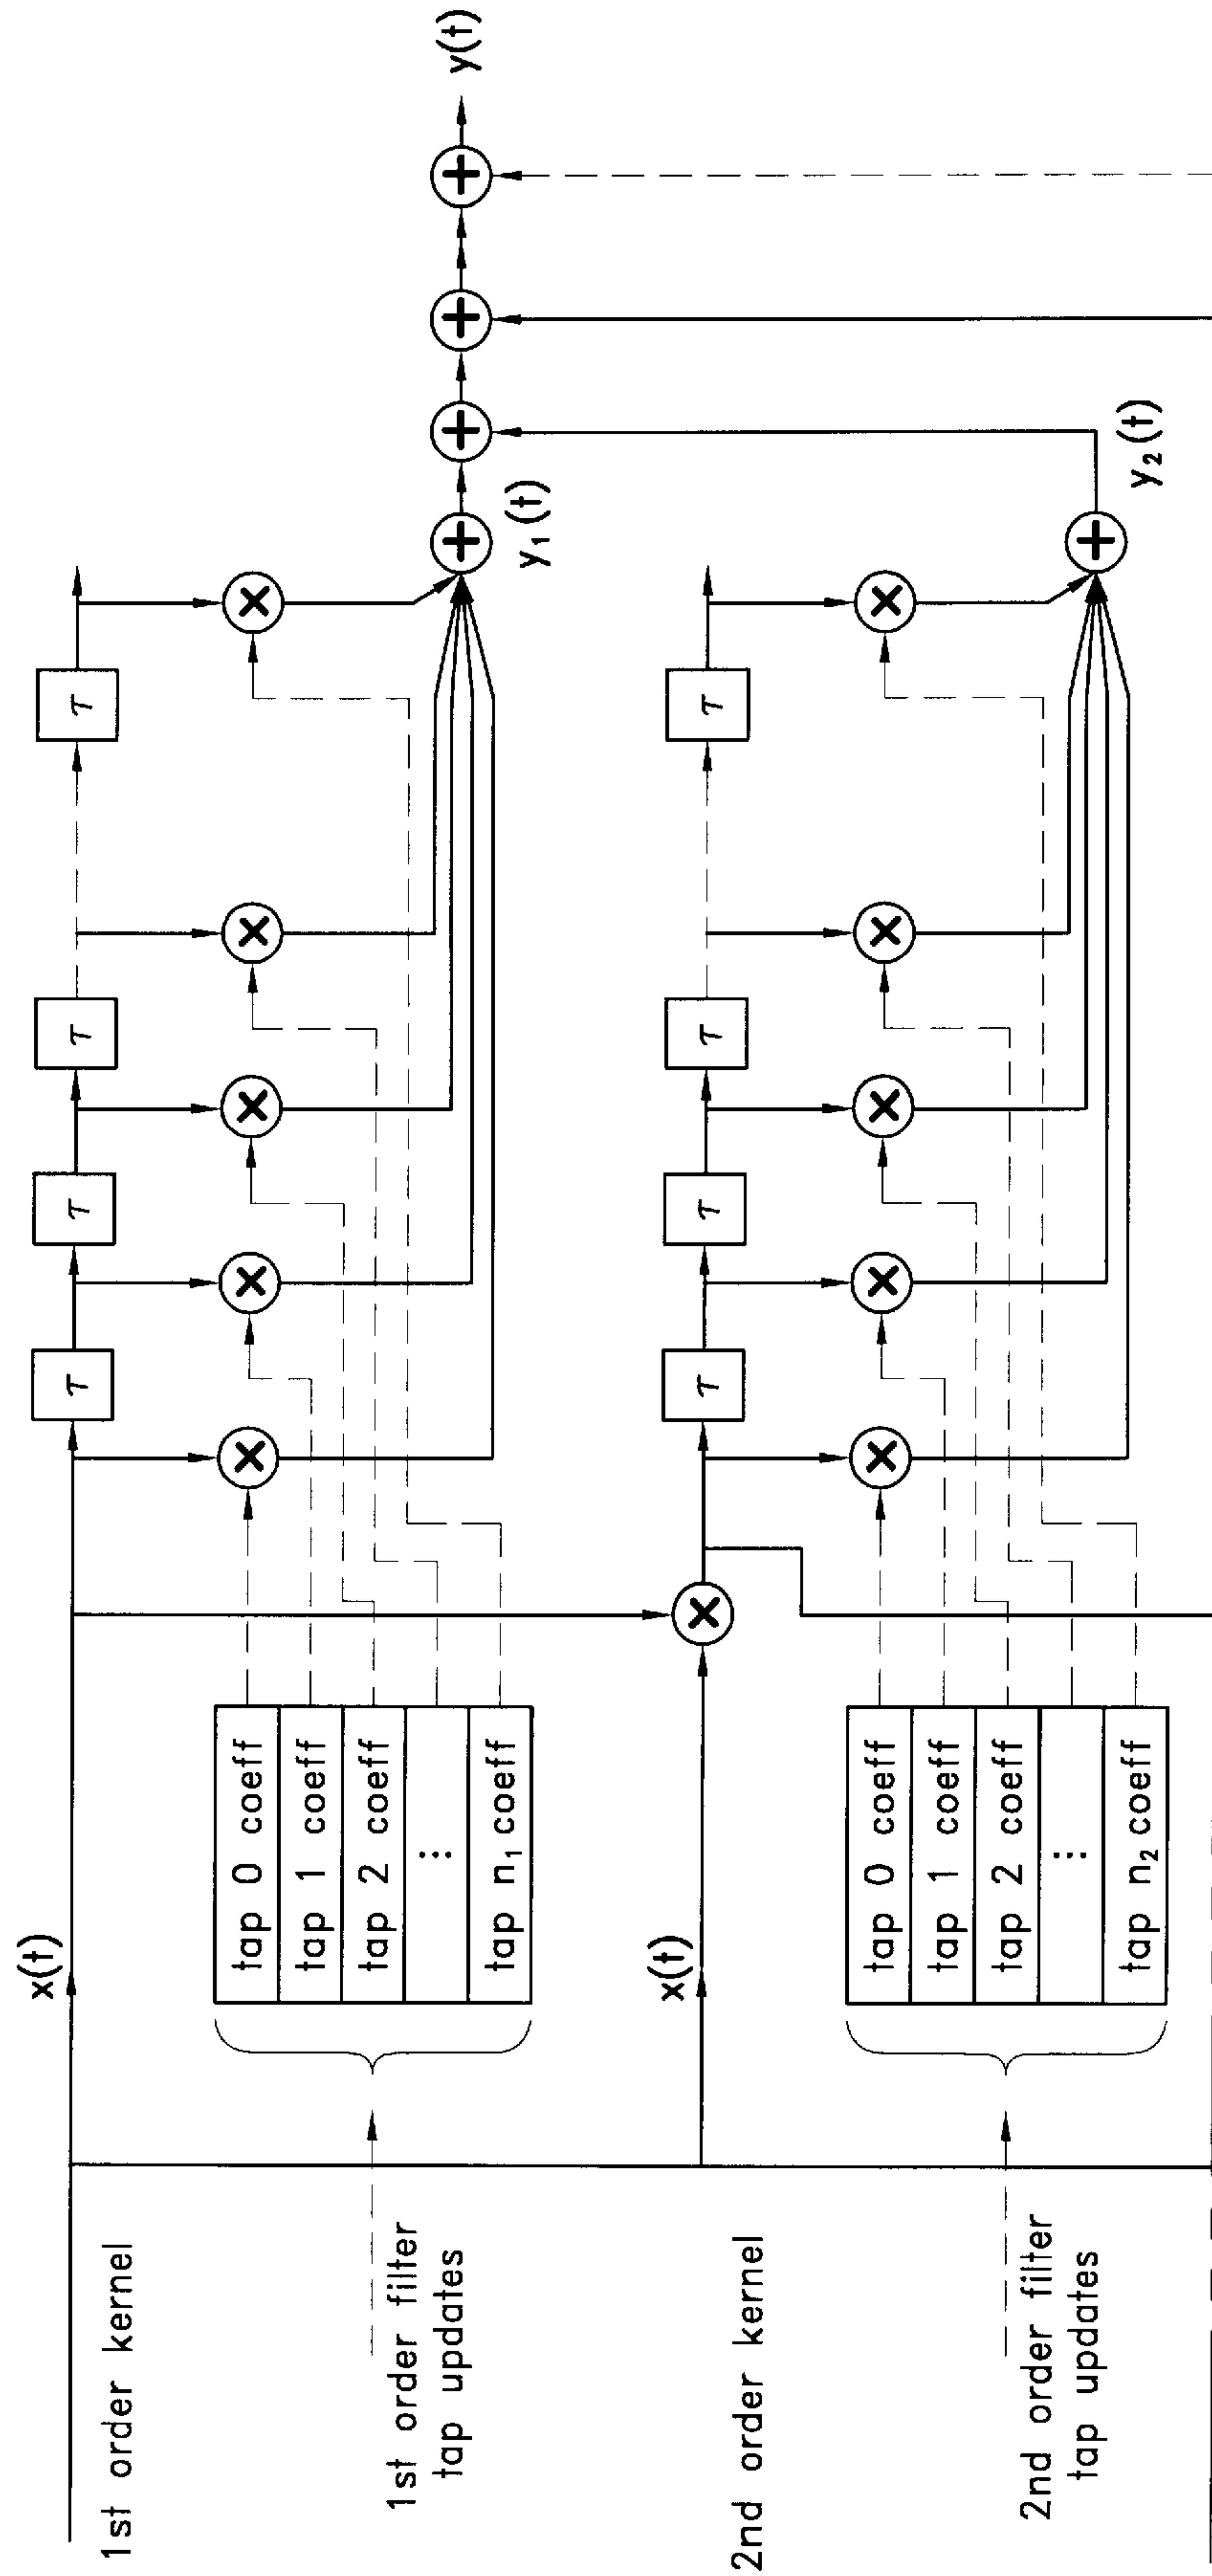 x(t)
1st order kernel
τ
τ
τ
τ
1st order filter
tap updates
tap 0 coeff
tap 1 coeff
tap 2 coeff
⋮
tap n₁ coeff
y₁(t)
y(t)
x(t)
2nd order kernel
τ
τ
τ
τ
2nd order filter
tap updates
tap 0 coeff
tap 1 coeff
tap 2 coeff
⋮
tap n₂ coeff
y₂(t)